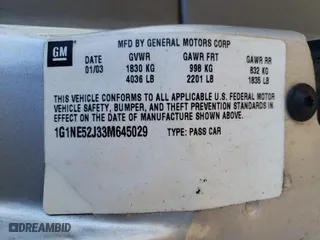 GM
MFD BY GENERAL MOTORS CORP
DATE GVWR GAWR FRT GAWR RR
01/03 1830 KG 998 KG 832 KG
4036 LB 2201 LB 1835 LB
THIS VEHICLE CONFORMS TO ALL APPLICABLE U.S. FEDERAL MOTOR
VEHICLE SAFETY, BUMPER, AND THEFT PREVENTION STANDARDS IN
EFFECT ON THE DATE OF MANUFACTURE SHOWN ABOVE.
1G1NE52J33M645029 TYPE: PASS CAR
DREAMBID